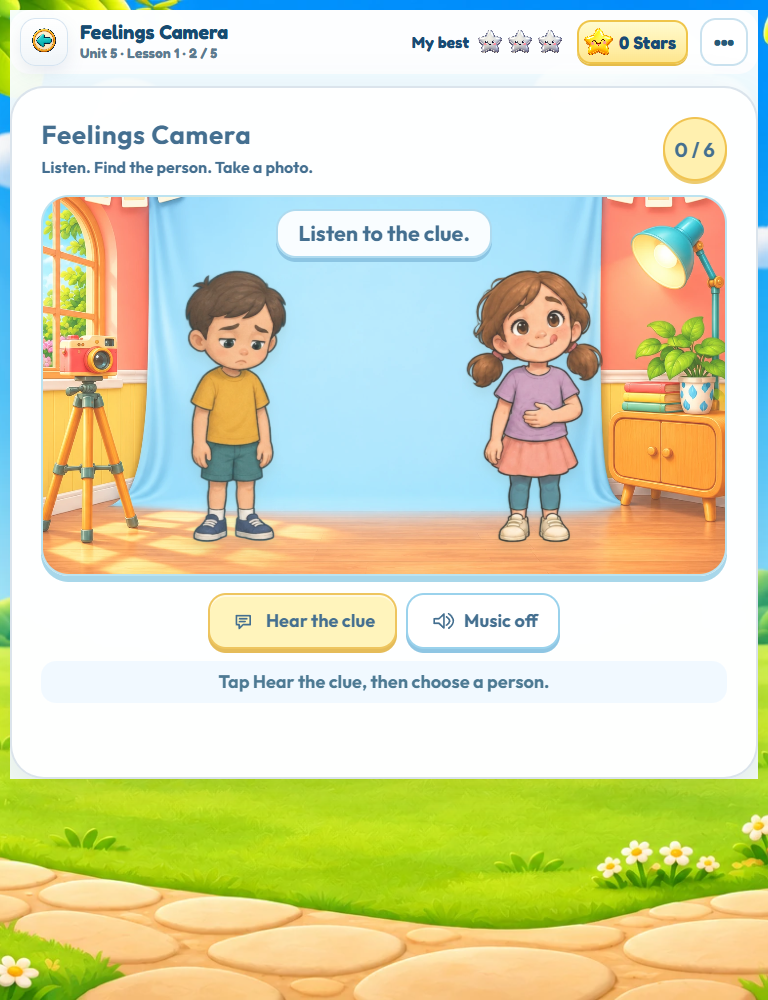 Feelings Camera
Unit 5 · Lesson 1 · 2 / 5
My best
0 Stars
•••
Feelings Camera
Listen. Find the person. Take a photo.
0 / 6
Listen to the clue.
Hear the clue
Music off
Tap Hear the clue, then choose a person.